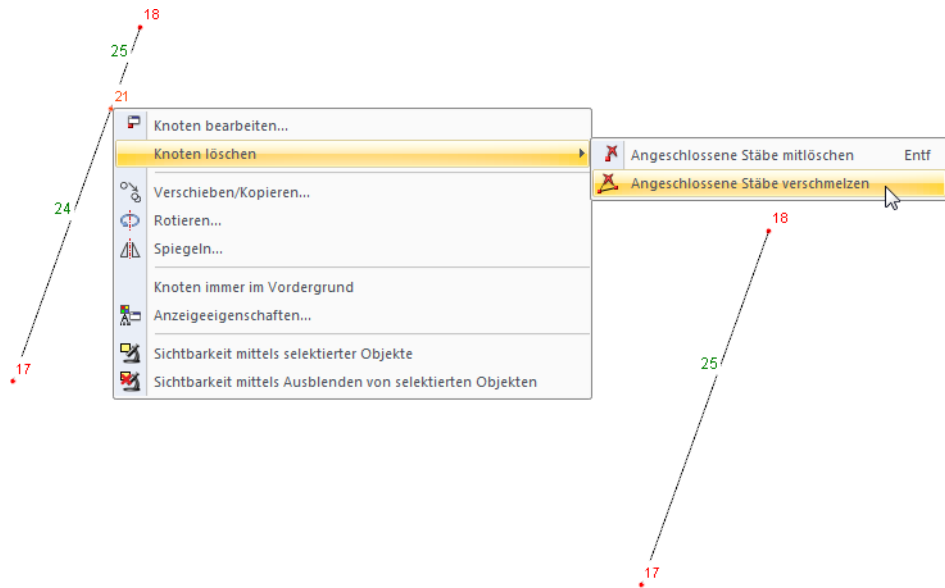 18
25
21
Knoten bearbeiten...
Knoten löschen
Angeschlossene Stäbe mitlöschen Entf
Angeschlossene Stäbe verschmelzen
Verschieben/Kopieren...
24
Rotieren...
18
Spiegeln...
Knoten immer im Vordergrund
Anzeigeeigenschaften...
Sichtbarkeit mittels selektierter Objekte
25
17
Sichtbarkeit mittels Ausblenden von selektierten Objekten
17